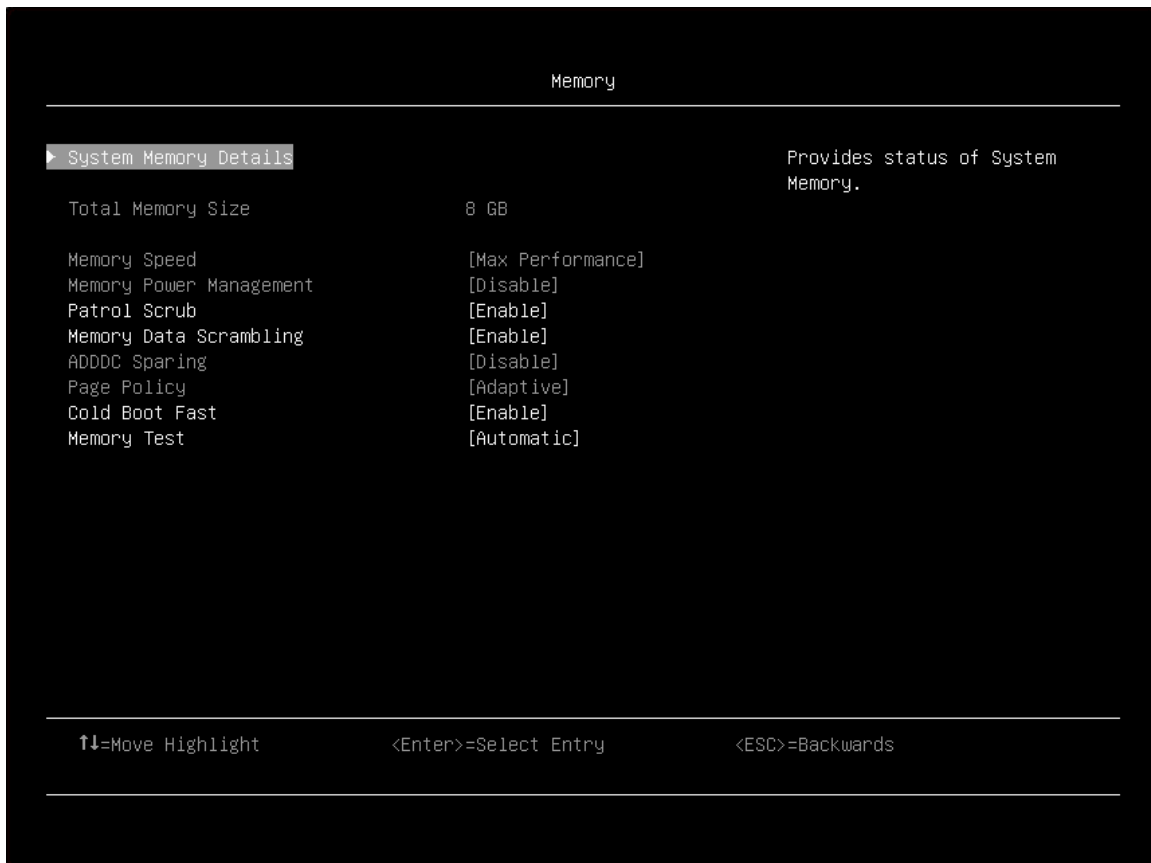 Memory
▶ System Memory Details
Provides status of System
Memory.
Total Memory Size 8 GB
Memory Speed [Max Performance]
Memory Power Management [Disable]
Patrol Scrub [Enable]
Memory Data Scrambling [Enable]
ADDDC Sparing [Disable]
Page Policy [Adaptive]
Cold Boot Fast [Enable]
Memory Test [Automatic]
↑↓=Move Highlight <Enter>=Select Entry <ESC>=Backwards